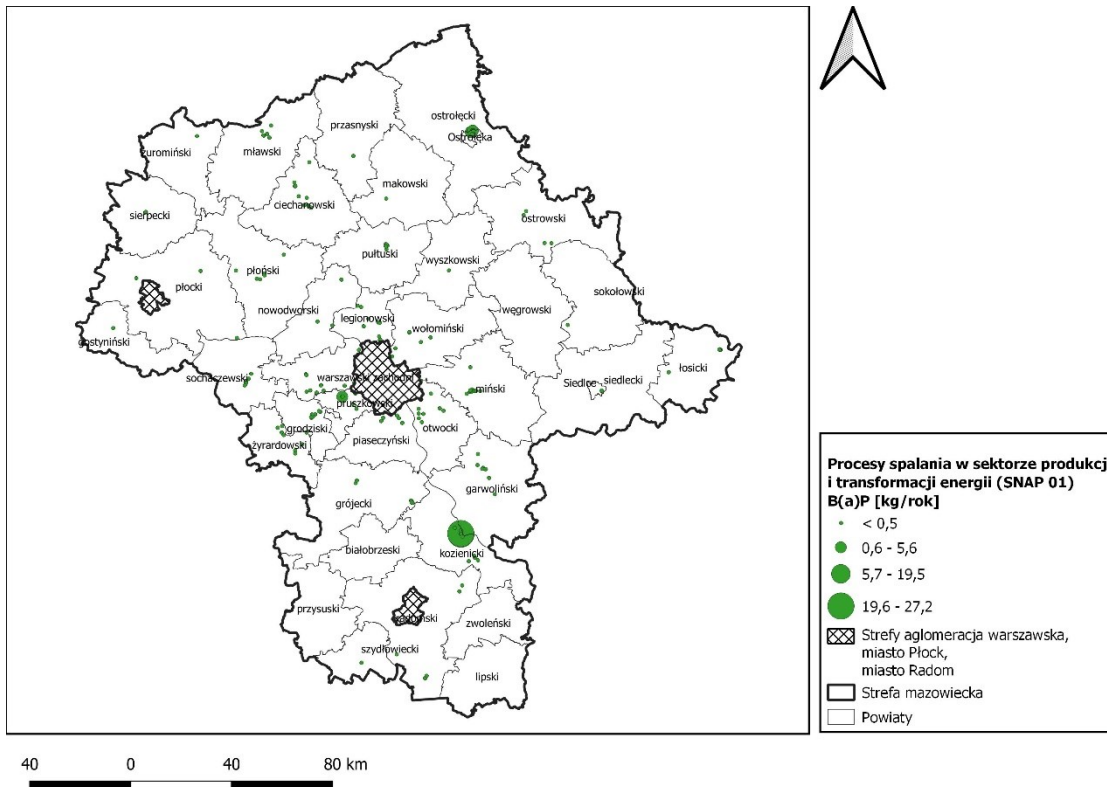 ostrołęcki
Ostrołęka
przasnyski
żuromiński
mławski
makowski
ciechanowski
sierpecki
ostrowski
pułtuski
wyszkowski
płoński
płocki
sokołowski
nowodworski
legionowski
węgrowski
wołomiński
gostyniński
łosicki
sochaczewski
warszawski zachodni
Siedlce
siedlecki
miński
pruszkowski
grodziski
otwocki
żyrardowski
piaseczyński
garwoliński
grójecki
białobrzeski
kozienicki
przysuski
radomski
zwoleński
szydłowiecki
lipski
Procesy spalania w sektorze produkcj
i transformacji energii (SNAP 01)
B(a)P [kg/rok]
< 0,5
0,6 - 5,6
5,7 - 19,5
19,6 - 27,2
Strefy aglomeracja warszawska,
miasto Płock,
miasto Radom
Strefa mazowiecka
Powiaty
40 0 40 80 km